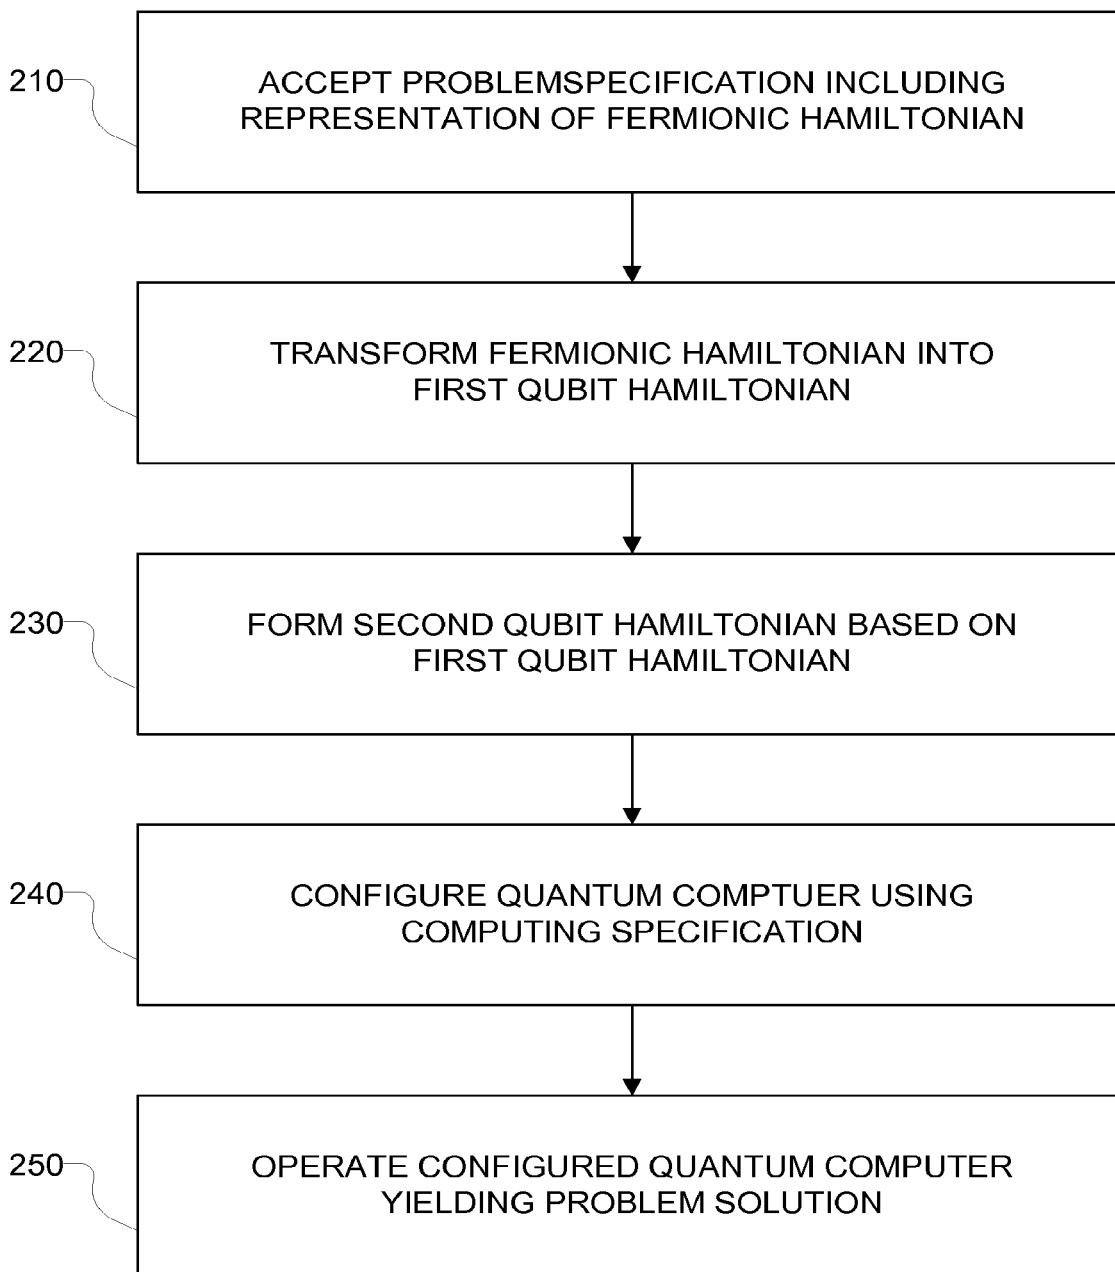 210
ACCEPT PROBLEMSPECIFICATION INCLUDING
REPRESENTATION OF FERMIONIC HAMILTONIAN
220
TRANSFORM FERMIONIC HAMILTONIAN INTO
FIRST QUBIT HAMILTONIAN
230
FORM SECOND QUBIT HAMILTONIAN BASED ON
FIRST QUBIT HAMILTONIAN
240
CONFIGURE QUANTUM COMPTUER USING
COMPUTING SPECIFICATION
250
OPERATE CONFIGURED QUANTUM COMPUTER
YIELDING PROBLEM SOLUTION